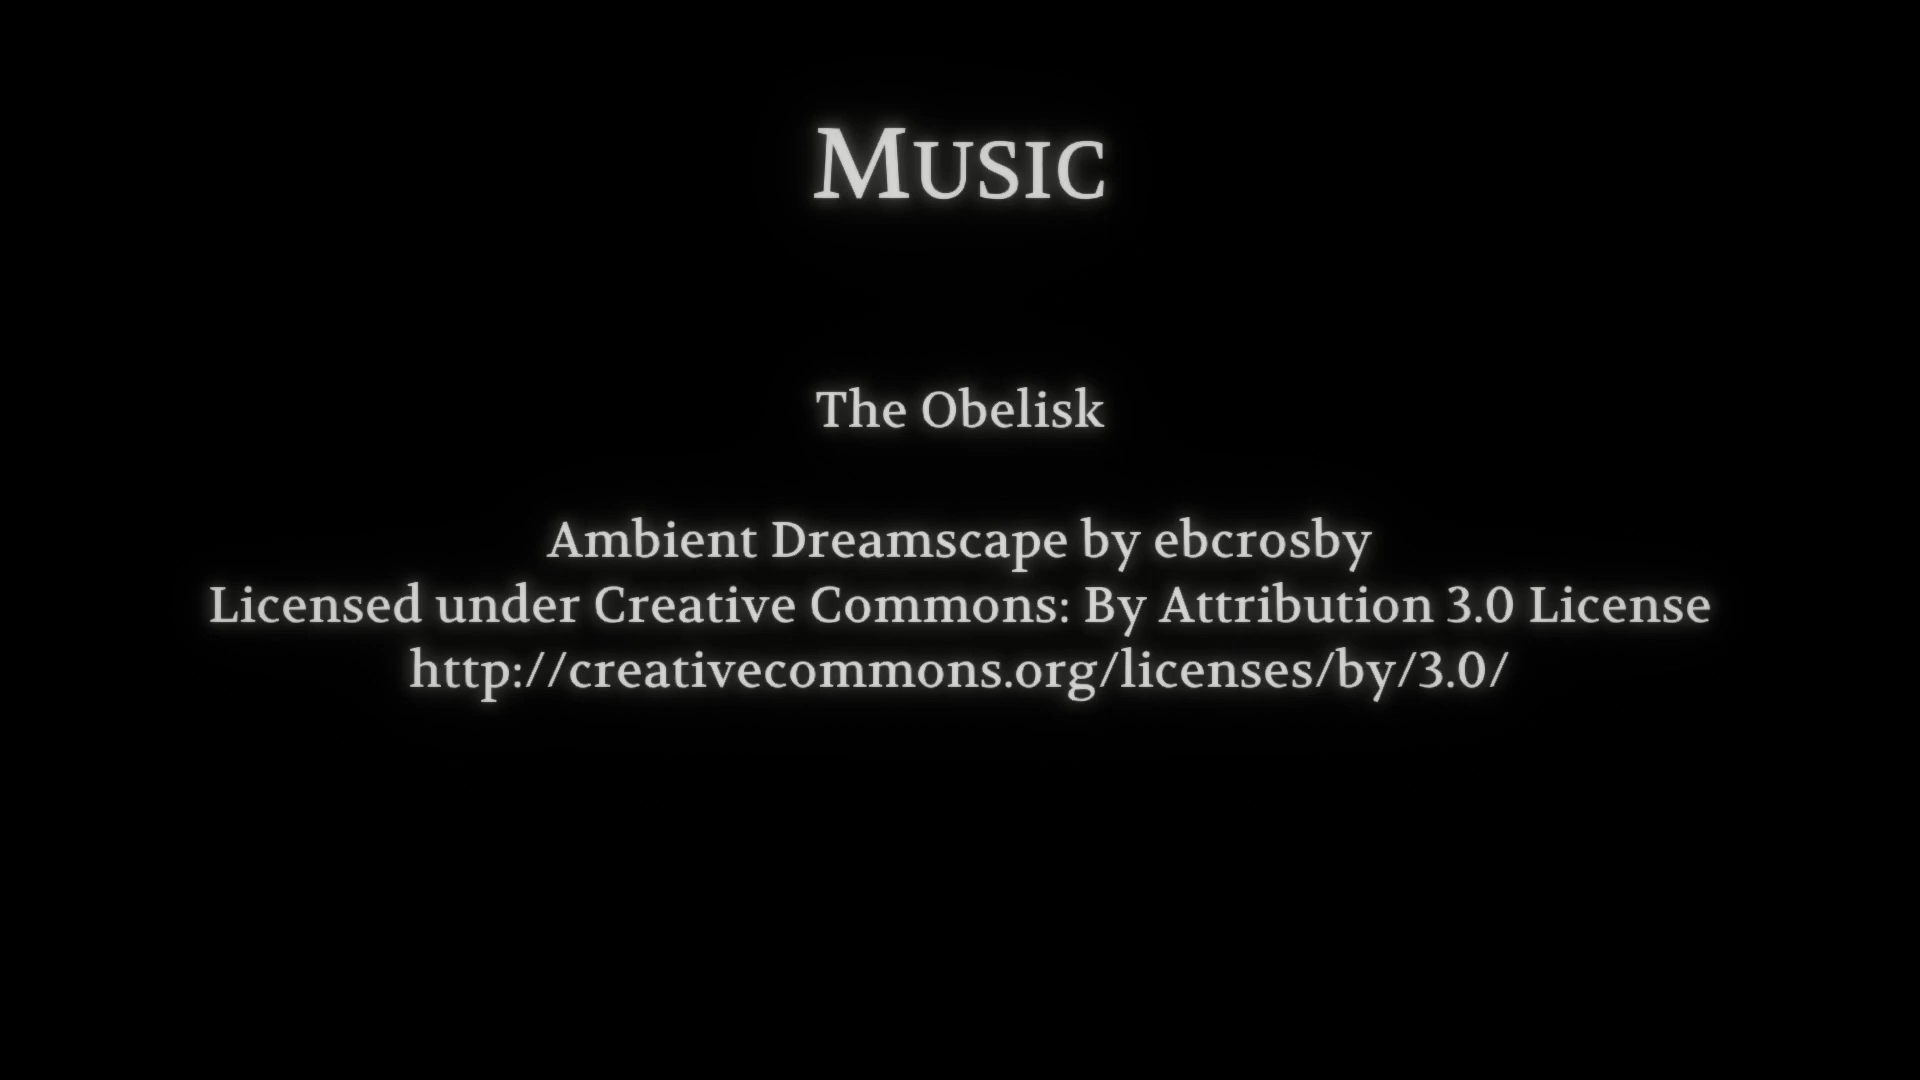 Music
The Obelisk
Ambient Dreamscape by ebcrosby
Licensed under Creative Commons: By Attribution 3.0 License
http://creativecommons.org/licenses/by/3.0/